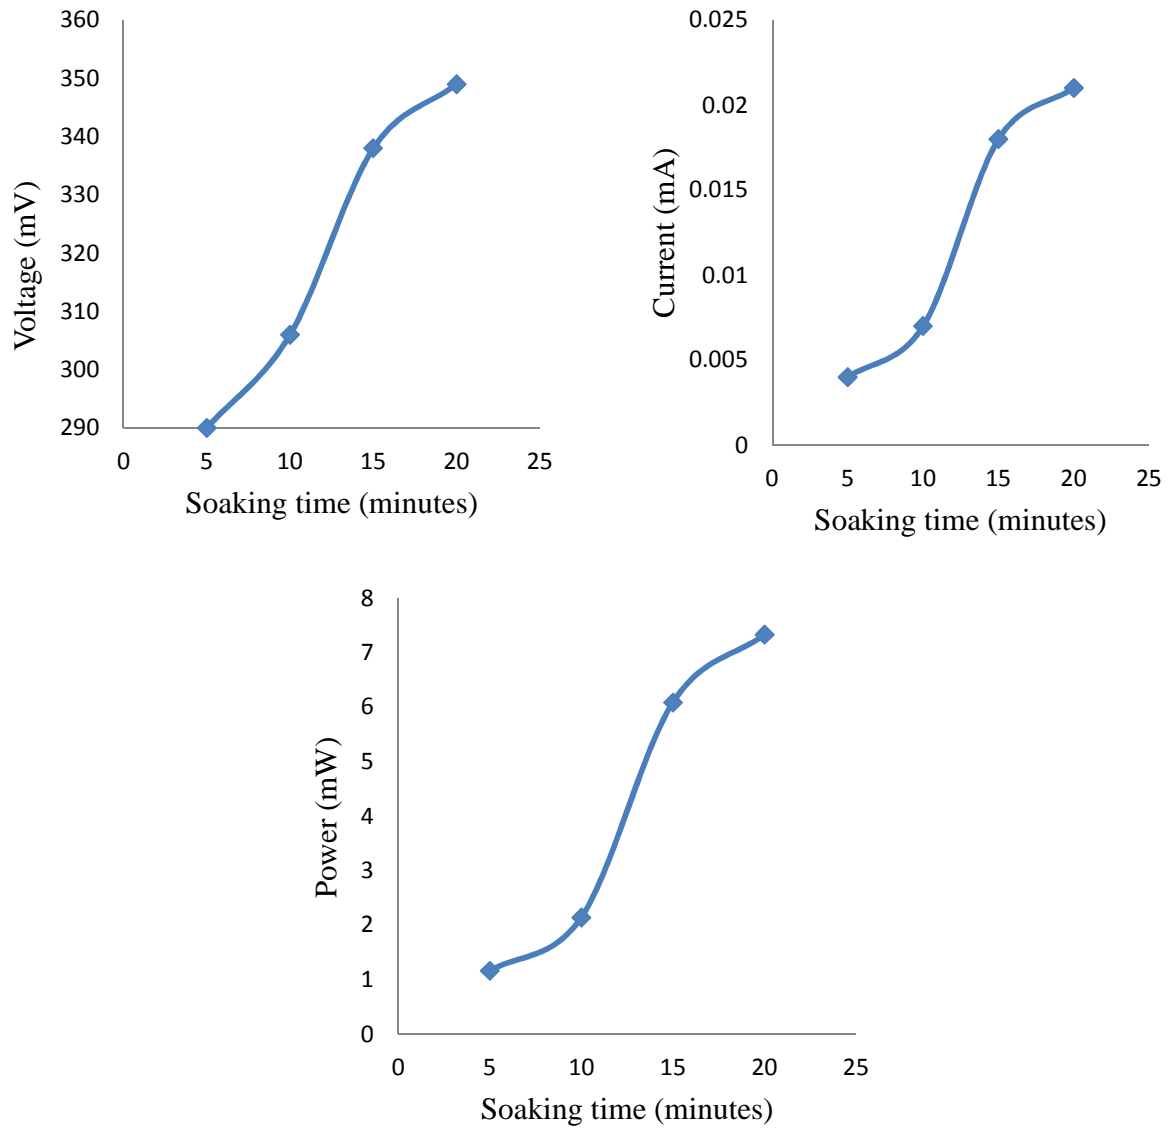 360
350
340
330
320
310
300
290
Voltage (mV)
0 5 10 15 20 25
Soaking time (minutes)
0.025
0.02
0.015
0.01
0.005
0
Current (mA)
0 5 10 15 20 25
Soaking time (minutes)
8
7
6
5
4
3
2
1
0
Power (mW)
0 5 10 15 20 25
Soaking time (minutes)